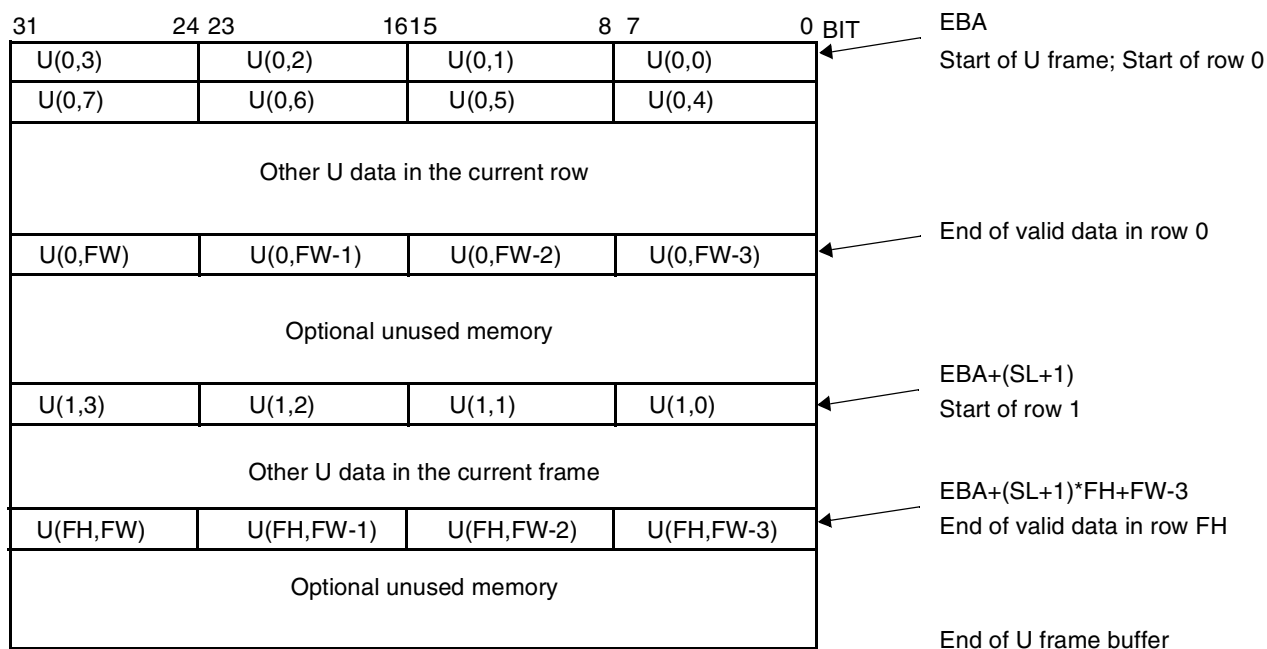 31 24 23 1615 8 7 0 BIT
EBA
Start of U frame; Start of row 0
U(0,3) U(0,2) U(0,1) U(0,0)
U(0,7) U(0,6) U(0,5) U(0,4)
Other U data in the current row
End of valid data in row 0
U(0,FW) U(0,FW-1) U(0,FW-2) U(0,FW-3)
Optional unused memory
EBA+(SL+1)
Start of row 1
U(1,3) U(1,2) U(1,1) U(1,0)
Other U data in the current frame
EBA+(SL+1)*FH+FW-3
End of valid data in row FH
U(FH,FW) U(FH,FW-1) U(FH,FW-2) U(FH,FW-3)
Optional unused memory
End of U frame buffer